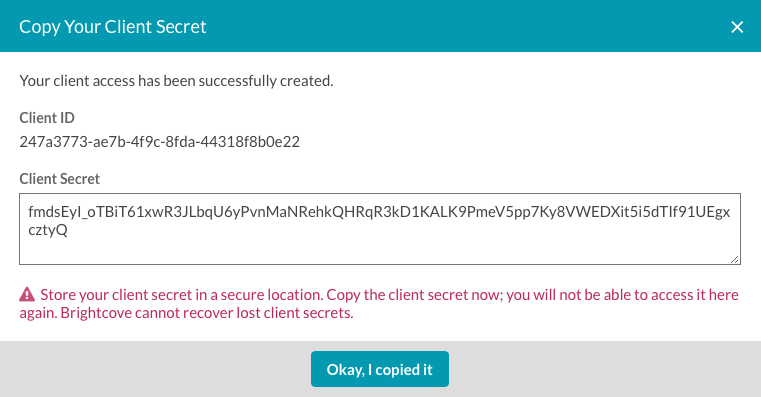 Copy Your Client Secret
Your client access has been successfully created.
Client ID
247a3773-ae7b-4f9c-8fda-44318f8b0e22
Client Secret
fmdsEyI_oTBiT61xwR3JLbqU6yPvnMaNRehkQHRqR3kD1KALK9PmeV5pp7Ky8VWEDXit5i5dTIf91UEgx
cztyQ
Store your client secret in a secure location. Copy the client secret now; you will not be able to access it here
again. Brightcove cannot recover lost client secrets.
Okay, I copied it